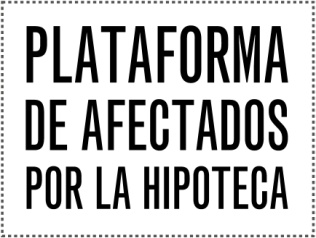 PLATAFORMA
DE AFECTADOS
POR LA HIPOTECA